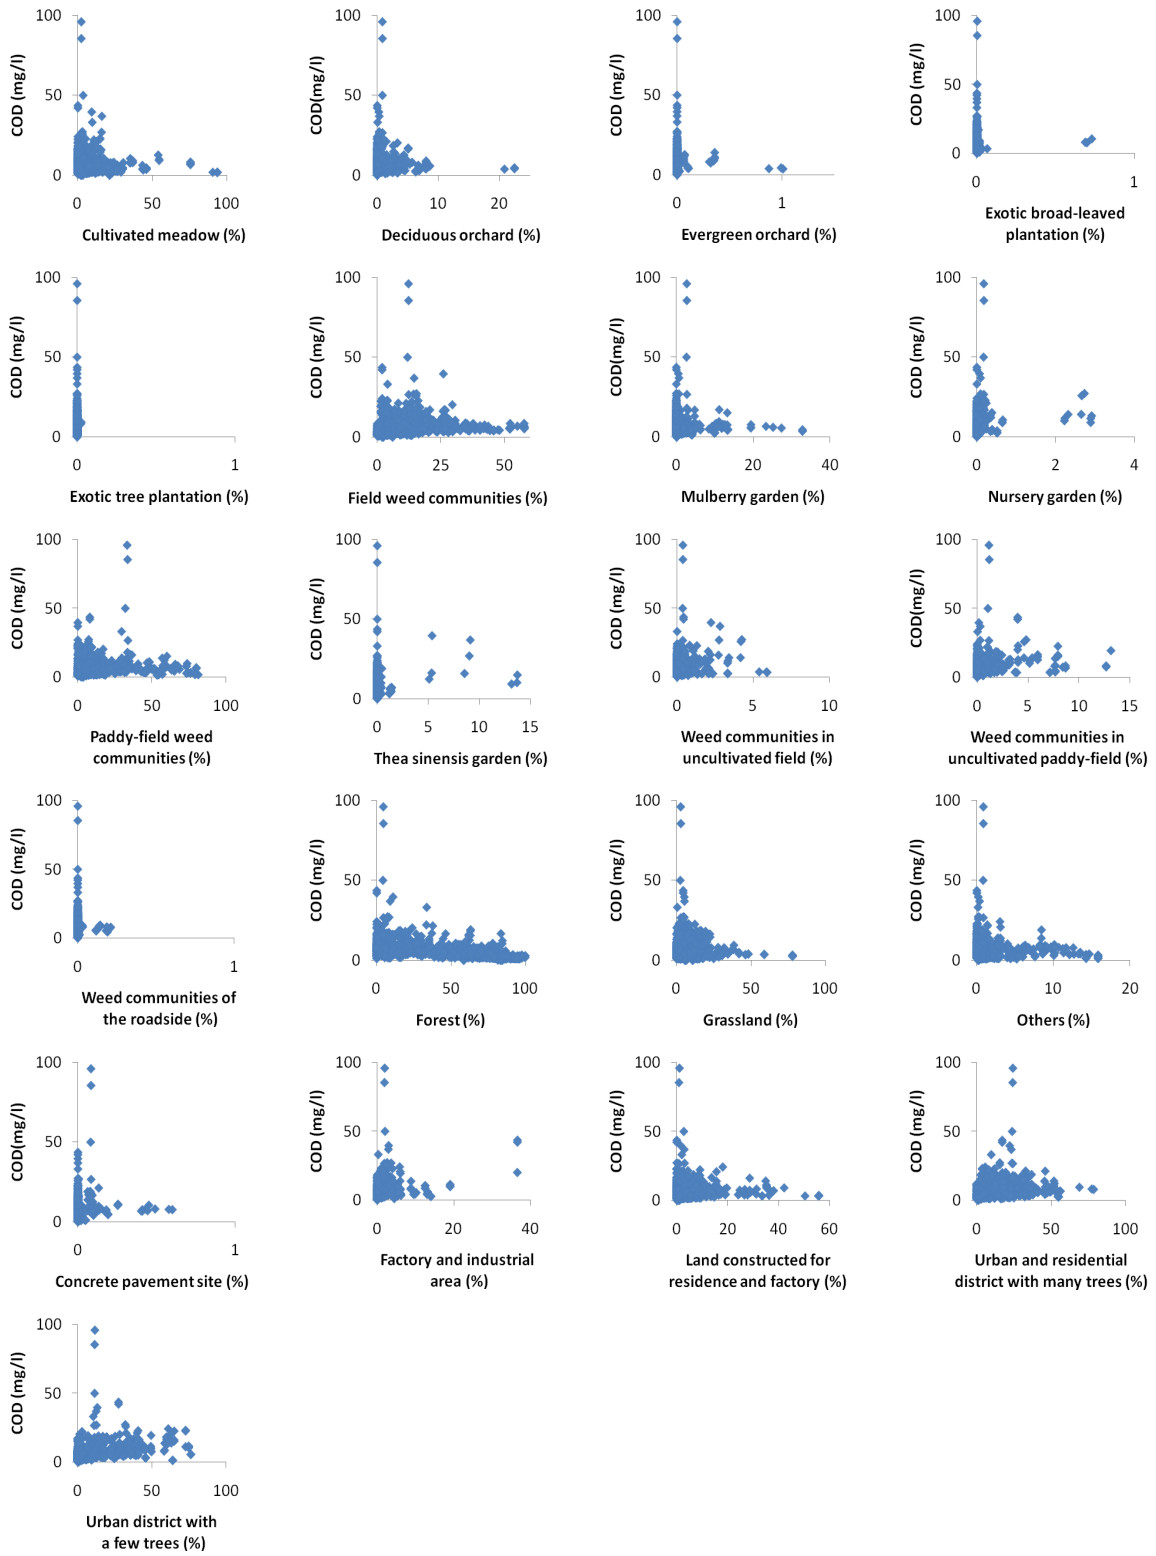 100
50
0
COD (mg/l)
0 50 100
Cultivated meadow (%)
100
50
0
COD(mg/l)
0 10 20
Deciduous orchard (%)
100
50
0
COD (mg/l)
0 1
Evergreen orchard (%)
100
50
0
COD (mg/l)
0 1
Exotic broad-leaved
plantation (%)
100
50
0
COD (mg/l)
0 1
Exotic tree plantation (%)
100
50
0
COD (mg/l)
0 25 50
Field weed communities (%)
100
50
0
COD(mg/l)
0 20 40
Mulberry garden (%)
100
50
0
COD (mg/l)
0 2 4
Nursery garden (%)
100
50
0
COD (mg/l)
0 50 100
Paddy-field weed
communities (%)
100
50
0
COD (mg/l)
0 5 10 15
Thea sinensis garden (%)
100
50
0
COD (mg/l)
0 5 10
Weed communities in
uncultivated field (%)
100
50
0
COD(mg/l)
0 5 10 15
Weed communities in
uncultivated paddy-field (%)
100
50
0
COD (mg/l)
0 1
Weed communities of
the roadside (%)
100
50
0
COD (mg/l)
0 50 100
Forest (%)
100
50
0
COD (mg/l)
0 50 100
Grassland (%)
100
50
0
COD (mg/l)
0 10 20
Others (%)
100
50
0
COD(mg/l)
0 1
Concrete pavement site (%)
100
50
0
COD (mg/l)
0 20 40
Factory and industrial
area (%)
100
50
0
COD (mg/l)
0 20 40 60
Land constructed for
residence and factory (%)
100
50
0
COD (mg/l)
0 50 100
Urban and residential
district with many trees (%)
100
50
0
COD (mg/l)
0 50 100
Urban district with
a few trees (%)